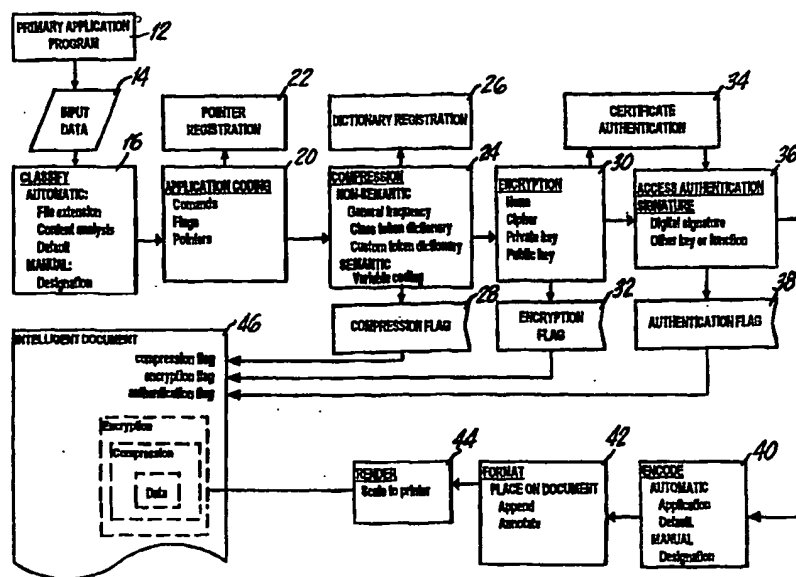 PRIMARY APPLICATION
PROGRAM
12
14
INPUT
DATA
22
POINTER
REGISTRATION
26
DICTIONARY REGISTRATION
34
CERTIFICATE
AUTHENTICATION
16
CLASSIFY
AUTOMATIC:
File extension
Content analysis
Default
MANUAL:
Designation
20
APPLICATION CODING
Comands
Flags
Pointers
24
COMPRESSION
NON-SEMANTIC
General frequency
Class token dictionary
Custom token dictionary
SEMANTIC
Variable coding
30
ENCRYPTION
None
Cipher
Private key
Public key
36
ACCESS AUTHENTICATION
SIGNATURE
Digital signature
Other key or function
28
COMPRESSION FLAG
32
ENCRYPTION
FLAG
38
AUTHENTICATION FLAG
46
INTELLIGENT DOCUMENT
compression flag
encryption flag
authentication flag
Encryption
Compression
Data
44
RENDER
Scale to printer
42
FORMAT
PLACE ON DOCUMENT
Append
Annotate
40
ENCODE
AUTOMATIC
Application
Default
MANUAL
Designation